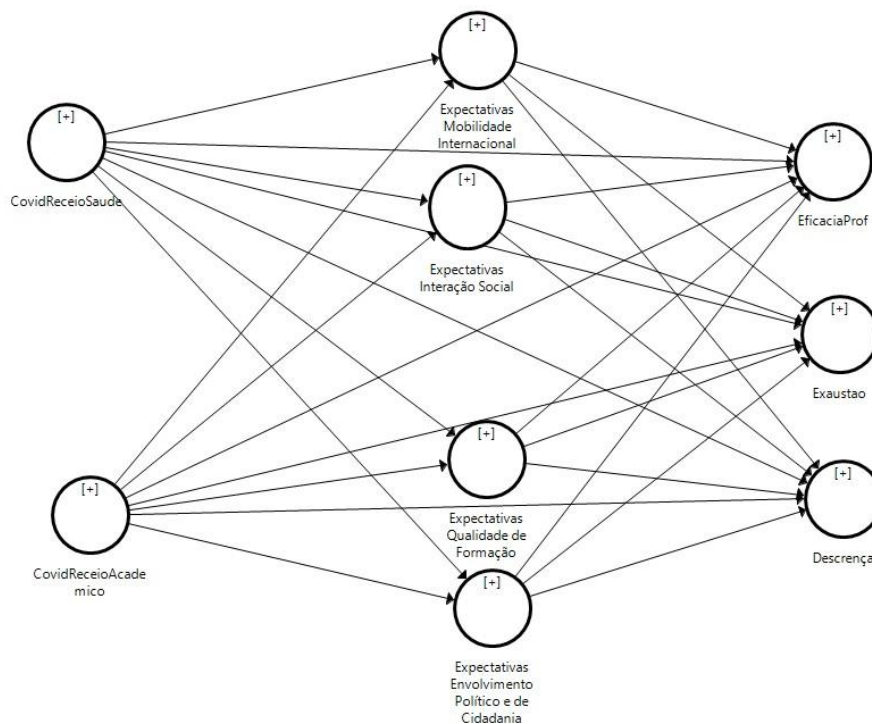 [+]
Expectativas
Mobilidade
Internacional
[+]
CovidReceioSaude
[+]
EficaciaProf
[+]
Expectativas
Interação Social
[+]
Exaustao
[+]
Expectativas
Qualidade de
Formação
[+]
Descrença
[+]
CovidReceioAcade
mico
[+]
Expectativas
Envolvimento
Político e de
Cidadania